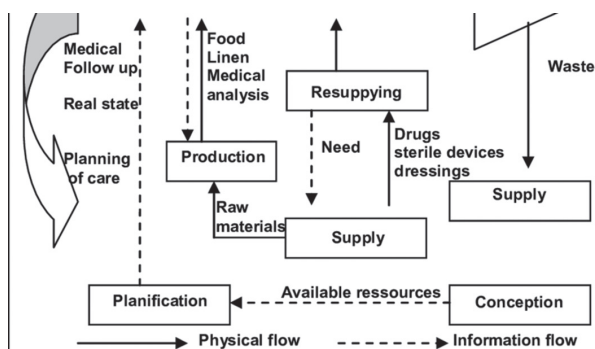 Medical
Follow up
Real state
Planning
of care
Food
Linen
Medical
analysis
Resuppying
Waste
Need
Drugs
sterile devices
dressings
Production
Supply
Raw
materials
Supply
Planification
Available ressources
Conception
Physical flow
Information flow